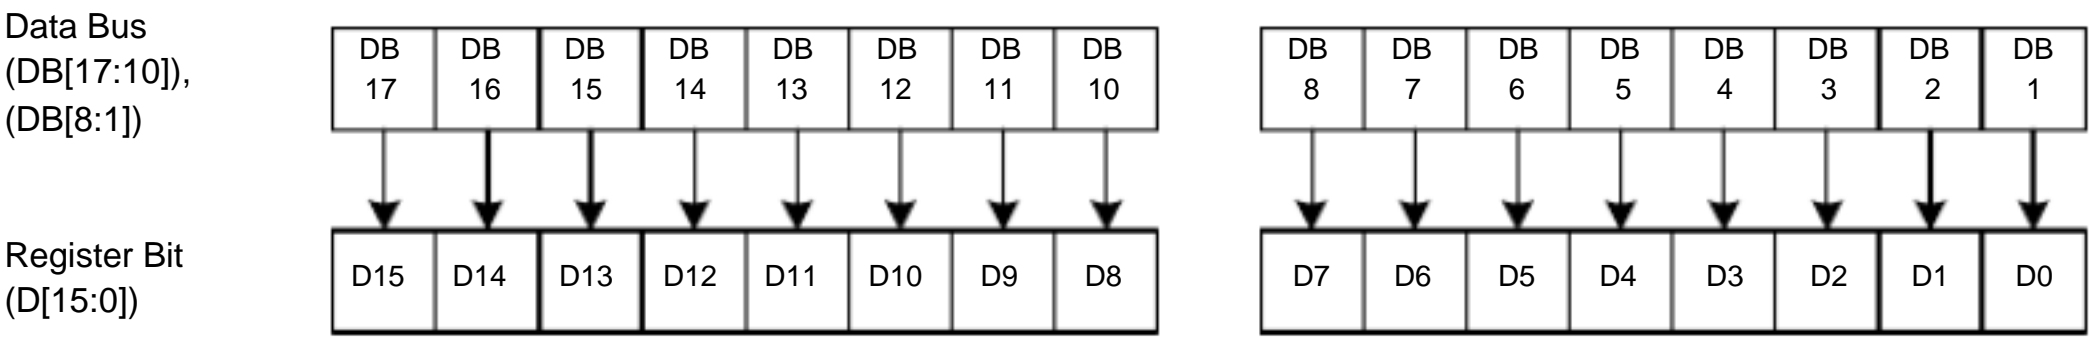 Data Bus
(DB[17:10]),
(DB[8:1])
DB DB DB DB DB DB DB DB DB DB DB DB DB DB DB DB
17 16 15 14 13 12 11 10 8 7 6 5 4 3 2 1
Register Bit
(D[15:0])
D15 D14 D13 D12 D11 D10 D9 D8 D7 D6 D5 D4 D3 D2 D1 D0